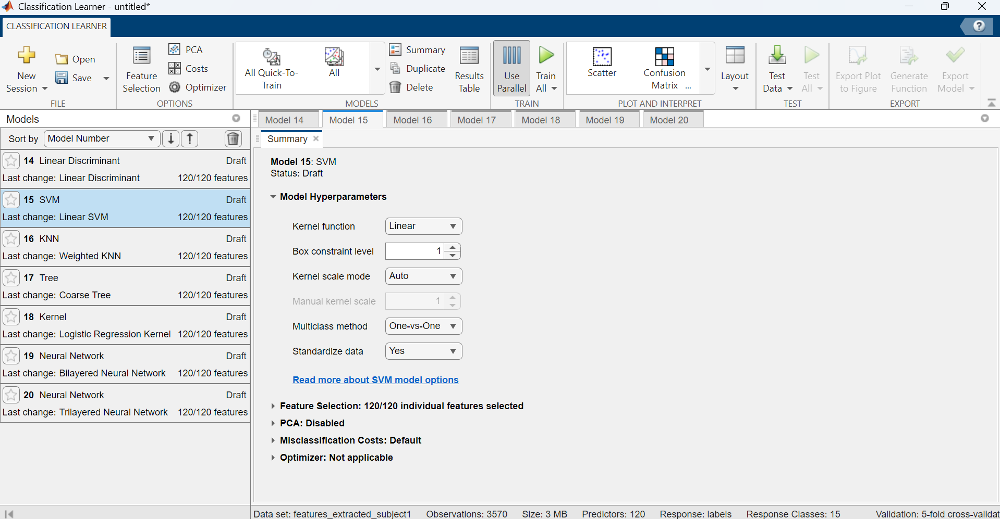 Classification Learner - untitled*
CLASSIFICATION LEARNER
?
New Session
Open
Save
FILE
Feature Selection
PCA
Costs
Optimizer
OPTIONS
All Quick-To-Train
All
Summary
Duplicate
Delete
MODELS
Results Table
Use Parallel
Train All
TRAIN
Scatter
Confusion Matrix ...
PLOT AND INTERPRET
Layout
Test Data
Test All
TEST
Export Plot to Figure
Generate Function
Export Model
EXPORT
Models
Sort by Model Number
14 Linear Discriminant Draft
Last change: Linear Discriminant 120/120 features
15 SVM Draft
Last change: Linear SVM 120/120 features
16 KNN Draft
Last change: Weighted KNN 120/120 features
17 Tree Draft
Last change: Coarse Tree 120/120 features
18 Kernel Draft
Last change: Logistic Regression Kernel 120/120 features
19 Neural Network Draft
Last change: Bilayered Neural Network 120/120 features
20 Neural Network Draft
Last change: Trilayered Neural Network 120/120 features
Model 14 Model 15 Model 16 Model 17 Model 18 Model 19 Model 20
Summary
Model 15: SVM
Status: Draft
Model Hyperparameters
Kernel function Linear
Box constraint level 1
Kernel scale mode Auto
Manual kernel scale 1
Multiclass method One-vs-One
Standardize data Yes
Read more about SVM model options
Feature Selection: 120/120 individual features selected
PCA: Disabled
Misclassification Costs: Default
Optimizer: Not applicable
Data set: features_extracted_subject1 Observations: 3570 Size: 3 MB Predictors: 120 Response: labels Response Classes: 15 Validation: 5-fold cross-validat